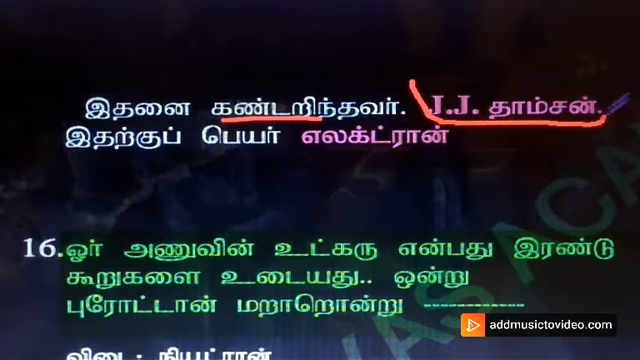 இதனை கண்டறிந்தவர். J.J. தாம்சன்.
இதற்குப் பெயர் எலக்ட்ரான்
16.ஓர் அணுவின் உட்கரு என்பது இரண்டு
கூறுகளை உடையது.. ஒன்று
புரோட்டான் மறாறொன்று ------------
விடை : நியூட்ரான்
addmusictovideo.com